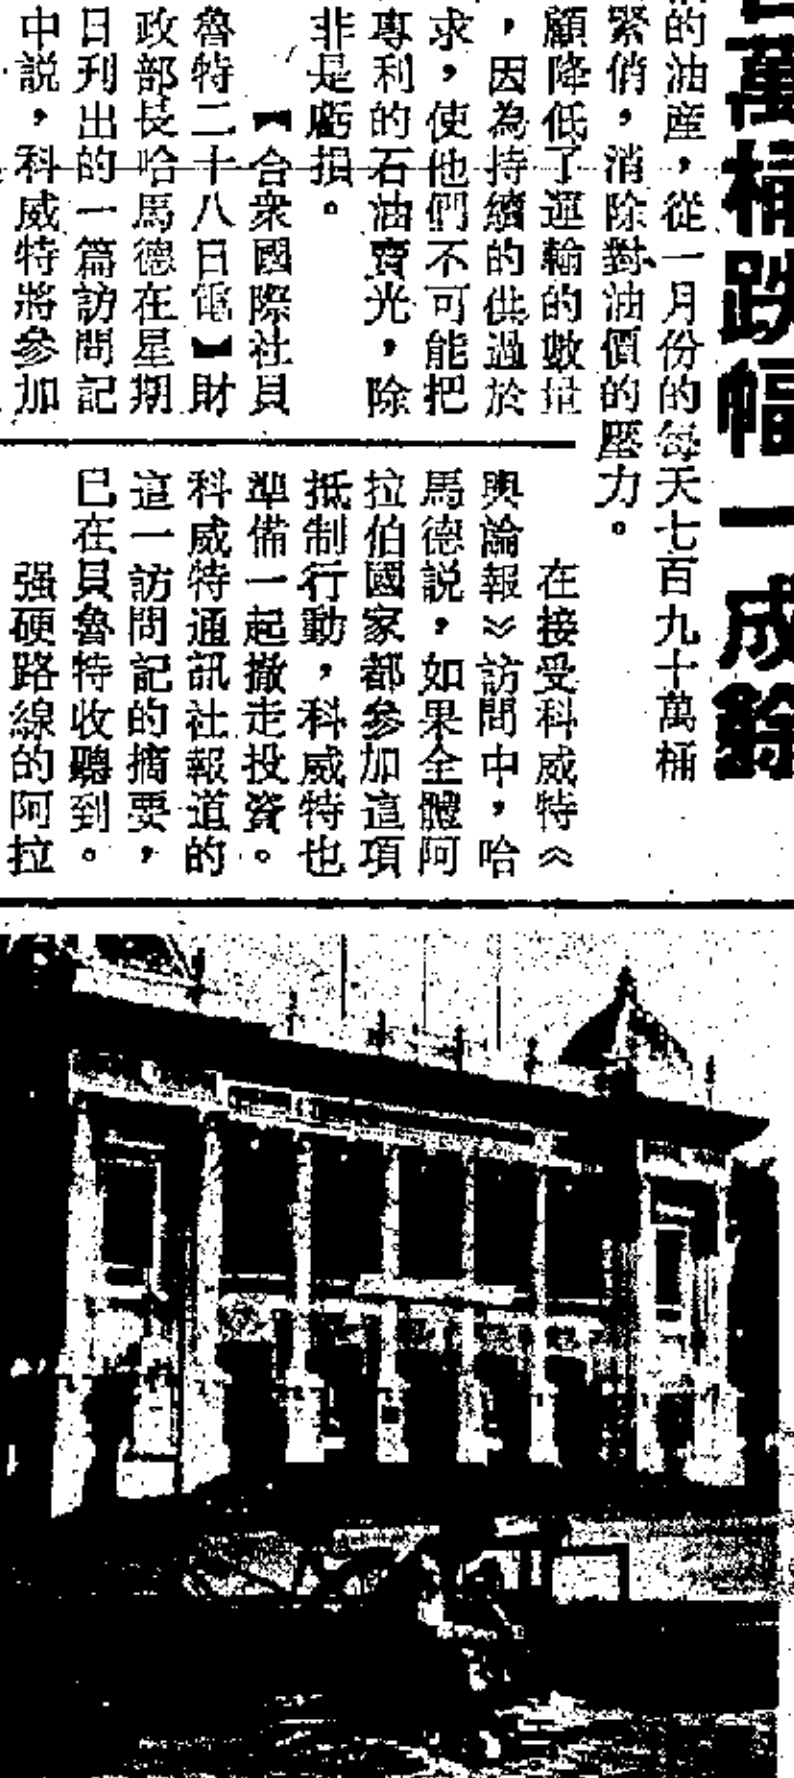 百萬桶跌幅一成餘
的油産，從一月份的每天七百九十萬桶
緊俏，消除對油價的壓力。
顧降低了運輸的數量
，因為持續的供過於
求，使他們不可能把
專利的石油賣光，除
非是虧損。
【合衆國際社貝
魯特二十八日電】財
政部長哈馬德在星期
日刋出的一篇訪問記
中説，科威特將參加
在接受科威特《
輿論報》訪問中，哈
馬德説，如果全體阿
拉伯國家都參加這項
抵制行動，科威特也
準備一起撤走投資。
科威特通訊社報道的
這一訪問記的摘要，
已在貝魯特收聽到。
强硬路線的阿拉